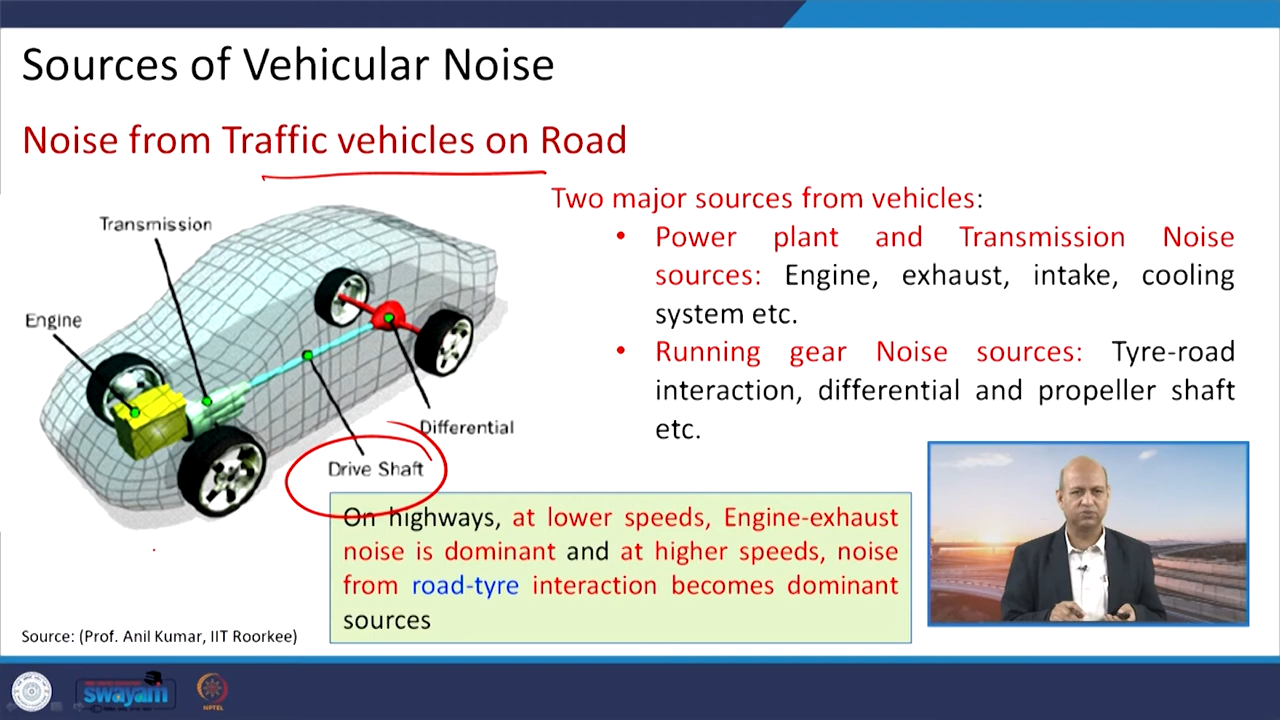 Sources of Vehicular Noise
Noise from Traffic vehicles on Road
Transmission
Engine
Differential
Drive Shaft
Two major sources from vehicles:
• Power plant and Transmission Noise
sources: Engine, exhaust, intake, cooling
system etc.
• Running gear Noise sources: Tyre-road
interaction, differential and propeller shaft
etc.
On highways, at lower speeds, Engine-exhaust
noise is dominant and at higher speeds, noise
from road-tyre interaction becomes dominant
sources
Source: (Prof. Anil Kumar, IIT Roorkee)
swayam
NPTEL